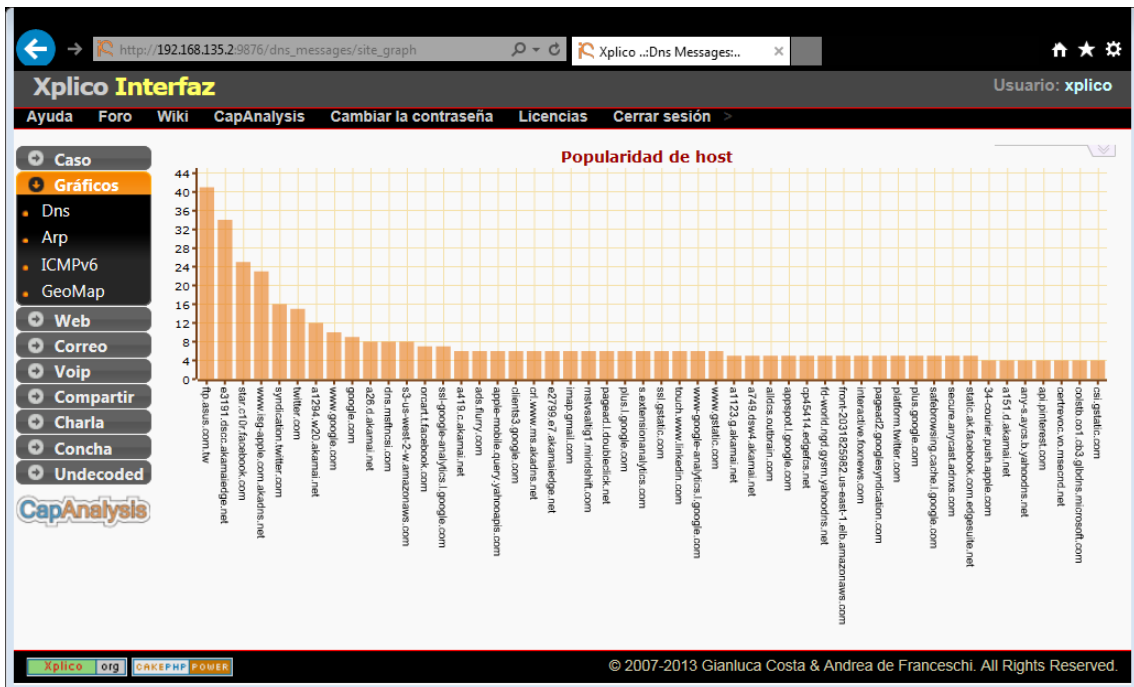 http://192.168.135.2:9876/dns_messages/site_graph
Xplico ..:Dns Messages:..
Xplico Interfaz
Usuario: xplico
Ayuda Foro Wiki CapAnalysis Cambiar la contraseña Licencias Cerrar sesión >
Caso
Gráficos
Dns
Arp
ICMPv6
GeoMap
Web
Correo
Voip
Compartir
Charla
Concha
Undecoded
CapAnalysis
Popularidad de host
44
40
36
32
28
24
20
16
12
8
4
0
ftp.asus.com.tw
e3191.dscc.akamaiedge.net
star.c10r.facebook.com
www.isg-apple.com.akadns.net
syndication.twitter.com
twitter.com
a1294.w20.akamai.net
www.google.com
google.com
a26.d.akamai.net
dns.msftncsi.com
s3-us-west-2-w.amazonaws.com
orcart.facebook.com
ssl-google-analytics.l.google.com
a419.c.akamai.net
ads.flurry.com
apple-mobile.query.yahooapis.com
clients3.google.com
crl.www.ms.akadns.net
e2799.e7.akamaiedge.net
imap.gmail.com
mstvsaltig1.mindshift.com
pagead.l.doubleclick.net
plus.l.google.com
s.extensionanalytics.com
ssl.gstatic.com
touch.www.linkedin.com
www-google-analytics.l.google.com
www.gstatic.com
a1123.g.akamai.net
a749.dsw4.akamai.net
alldcs.outbrain.com
appspot.l.google.com
cp45414.edgefcs.net
fd-world.ngd.gysm.yahoodns.net
front-2031825982.us-east-1.elb.amazonaws.com
interactive.foxnews.com
pagead2.googlesyndication.com
platform.twitter.com
plus.google.com
safebrowsing.cache.l.google.com
secure.anycast.adnxs.com
static.ak.facebook.com.edgesuite.net
34-courier.push.apple.com
a151.d.akamai.net
any-s.aycs.b.yahoodns.net
api.pinterest.com
certrevoc.vo.msecnd.net
colstb.co1.cb3.glbdns.microsoft.com
csi.gstatic.com
Xplico org CAKEPHP POWER
© 2007-2013 Gianluca Costa & Andrea de Franceschi. All Rights Reserved.